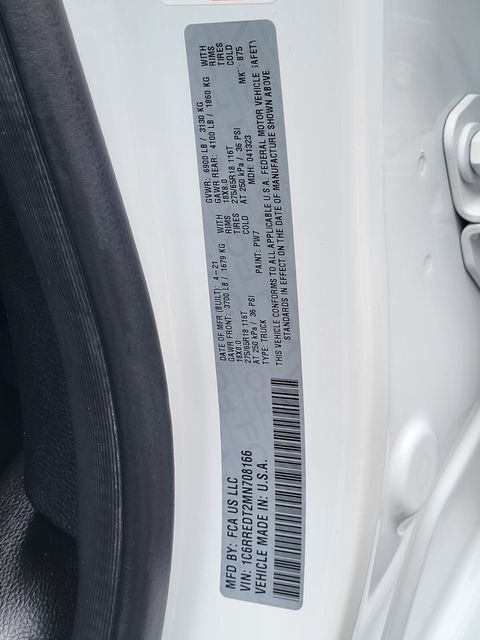 MFD BY: FCA US LLC
VIN: 1C6RREDT2MN708166
VEHICLE MADE IN: U.S.A.
DATE OF MFR (BUILT): 4-21
GAWR FRONT: 3700 LB / 1679 KG WITH
18X8.0 RIMS
275/65R18 116T TIRES
AT 250 kPa / 36 PSI COLD
TYPE: TRUCK PAINT: PW7
GVWR: 6900 LB / 3130 KG
GAWR REAR: 4100 LB / 1860 KG WITH
18X8.0 RIMS
275/65R18 116T TIRES
AT 250 kPa / 36 PSI COLD
MDH: 041323 MK: 875
THIS VEHICLE CONFORMS TO ALL APPLICABLE U.S.A. FEDERAL MOTOR VEHICLE SAFETY
STANDARDS IN EFFECT ON THE DATE OF MANUFACTURE SHOWN ABOVE